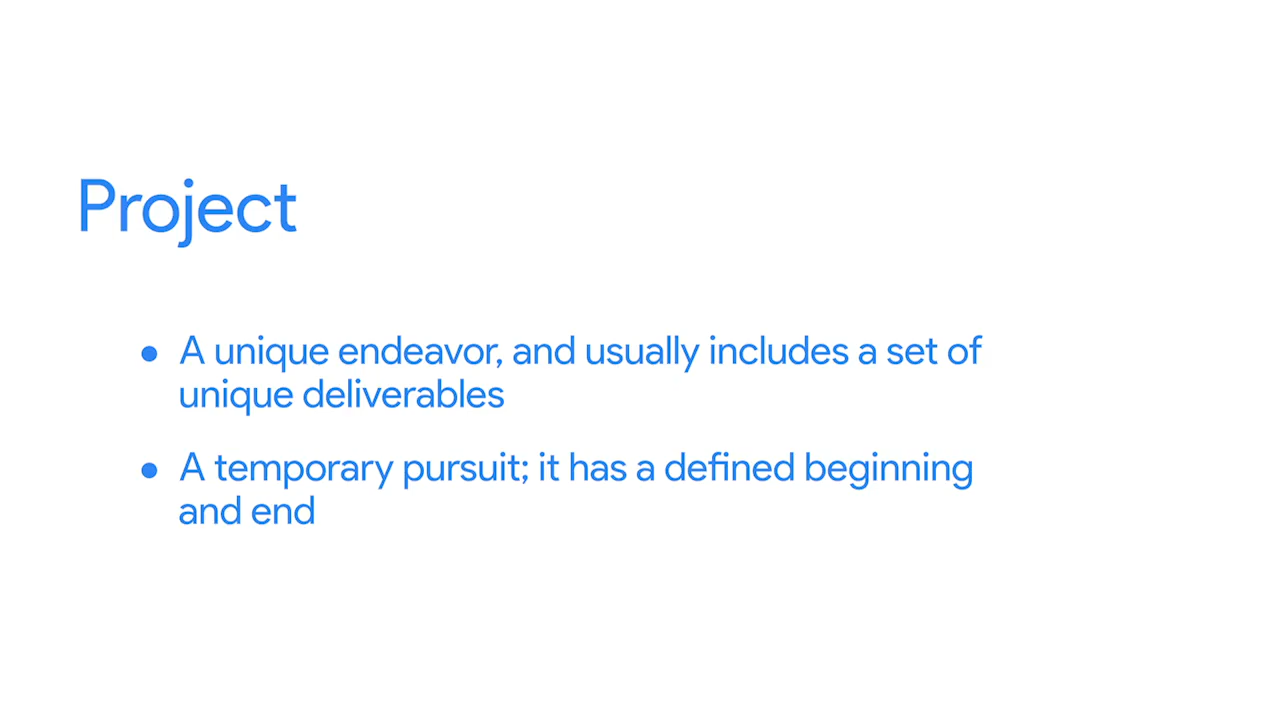 Project
● A unique endeavor, and usually includes a set of
unique deliverables
● A temporary pursuit; it has a defined beginning
and end